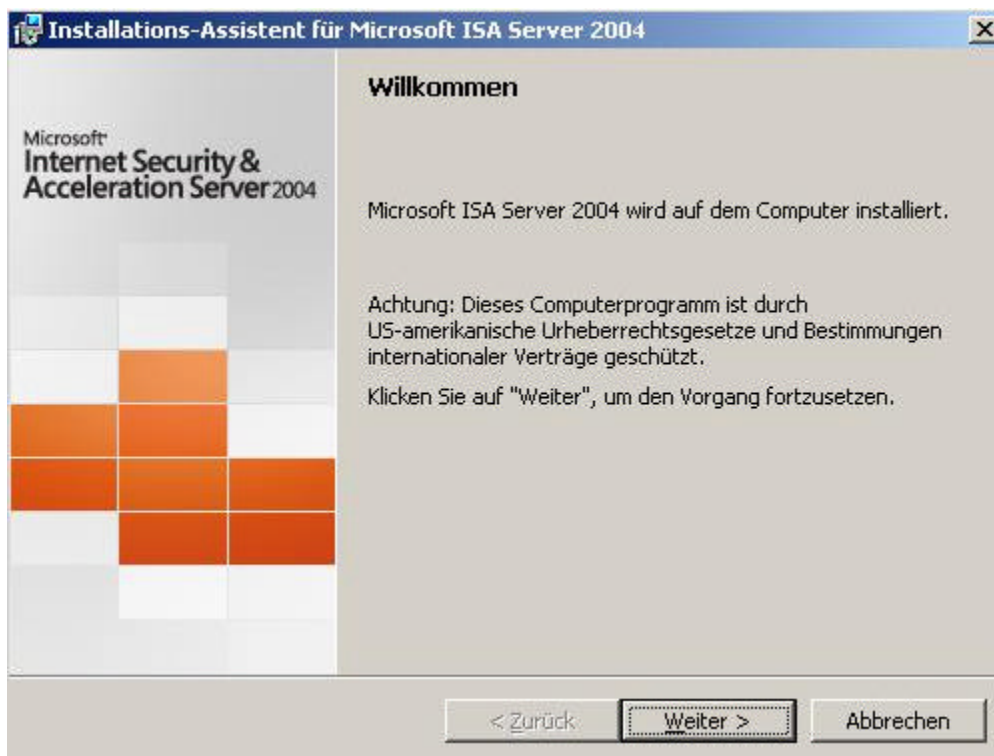 Installations-Assistent für Microsoft ISA Server 2004
Microsoft
Internet Security &
Acceleration Server 2004
Willkommen
Microsoft ISA Server 2004 wird auf dem Computer installiert.
Achtung: Dieses Computerprogramm ist durch
US-amerikanische Urheberrechtsgesetze und Bestimmungen
internationaler Verträge geschützt.
Klicken Sie auf "Weiter", um den Vorgang fortzusetzen.
< Zurück
Weiter >
Abbrechen